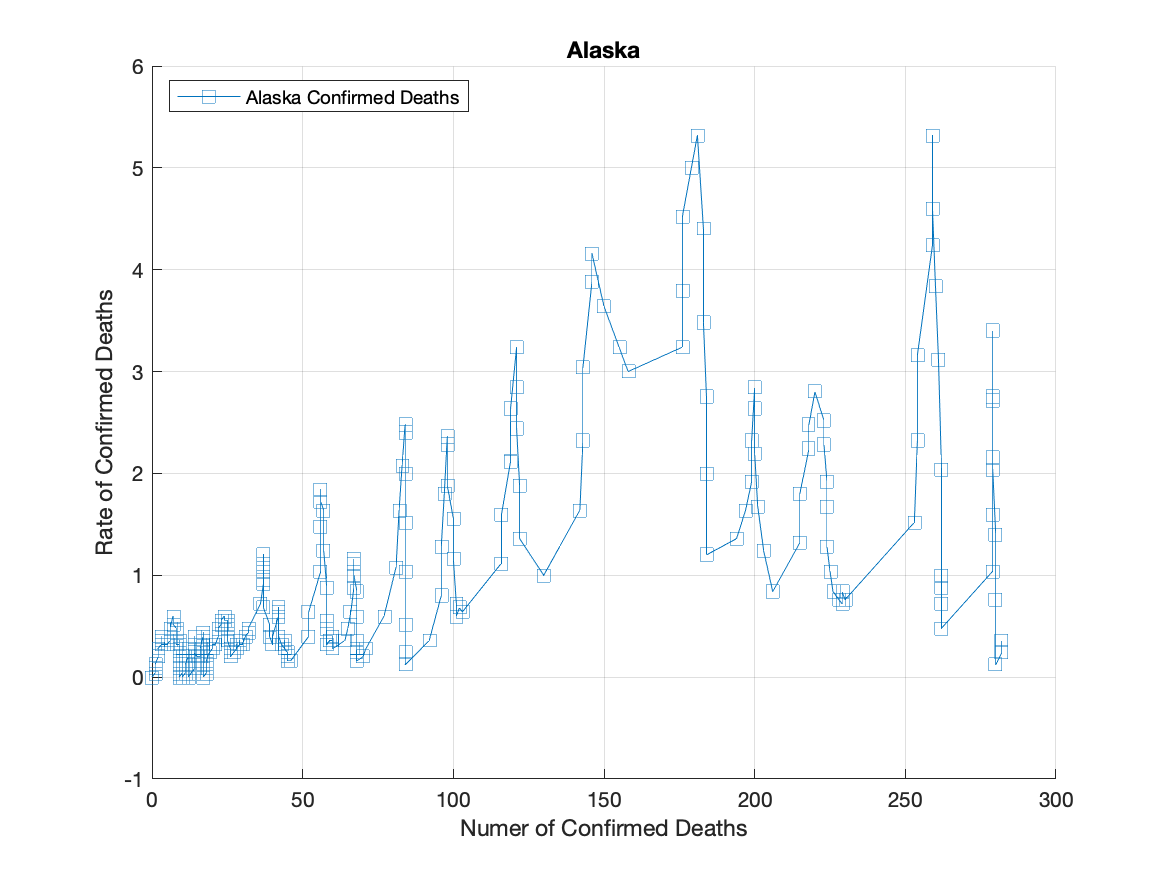 Alaska
Alaska Confirmed Deaths
Rate of Confirmed Deaths
6
5
4
3
2
1
0
-1
0 50 100 150 200 250 300
Numer of Confirmed Deaths